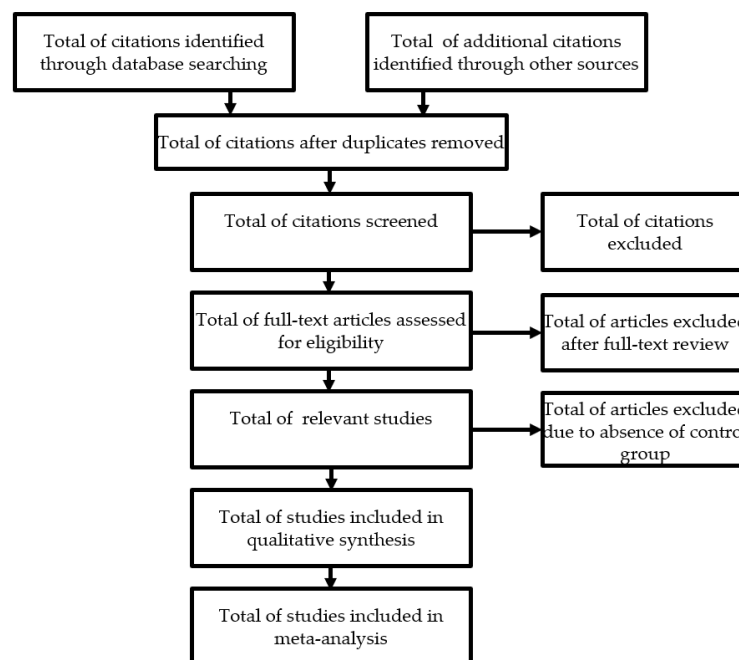 Total of citations identified
through database searching
Total of additional citations
identified through other sources
Total of citations after duplicates removed
Total of citations screened
Total of citations
excluded
Total of full-text articles assessed
for eligibility
Total of articles excluded
after full-text review
Total of relevant studies
Total of articles excluded
due to absence of control
group
Total of studies included in
qualitative synthesis
Total of studies included in
meta-analysis